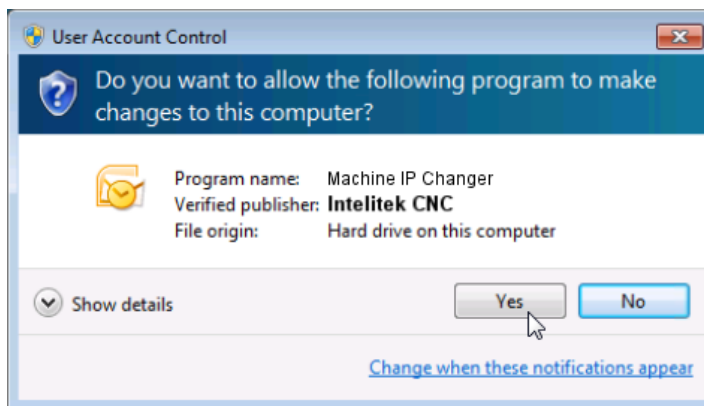 User Account Control
Do you want to allow the following program to make
changes to this computer?
Program name: Machine IP Changer
Verified publisher: Intelitek CNC
File origin: Hard drive on this computer
Show details
Yes
No
Change when these notifications appear